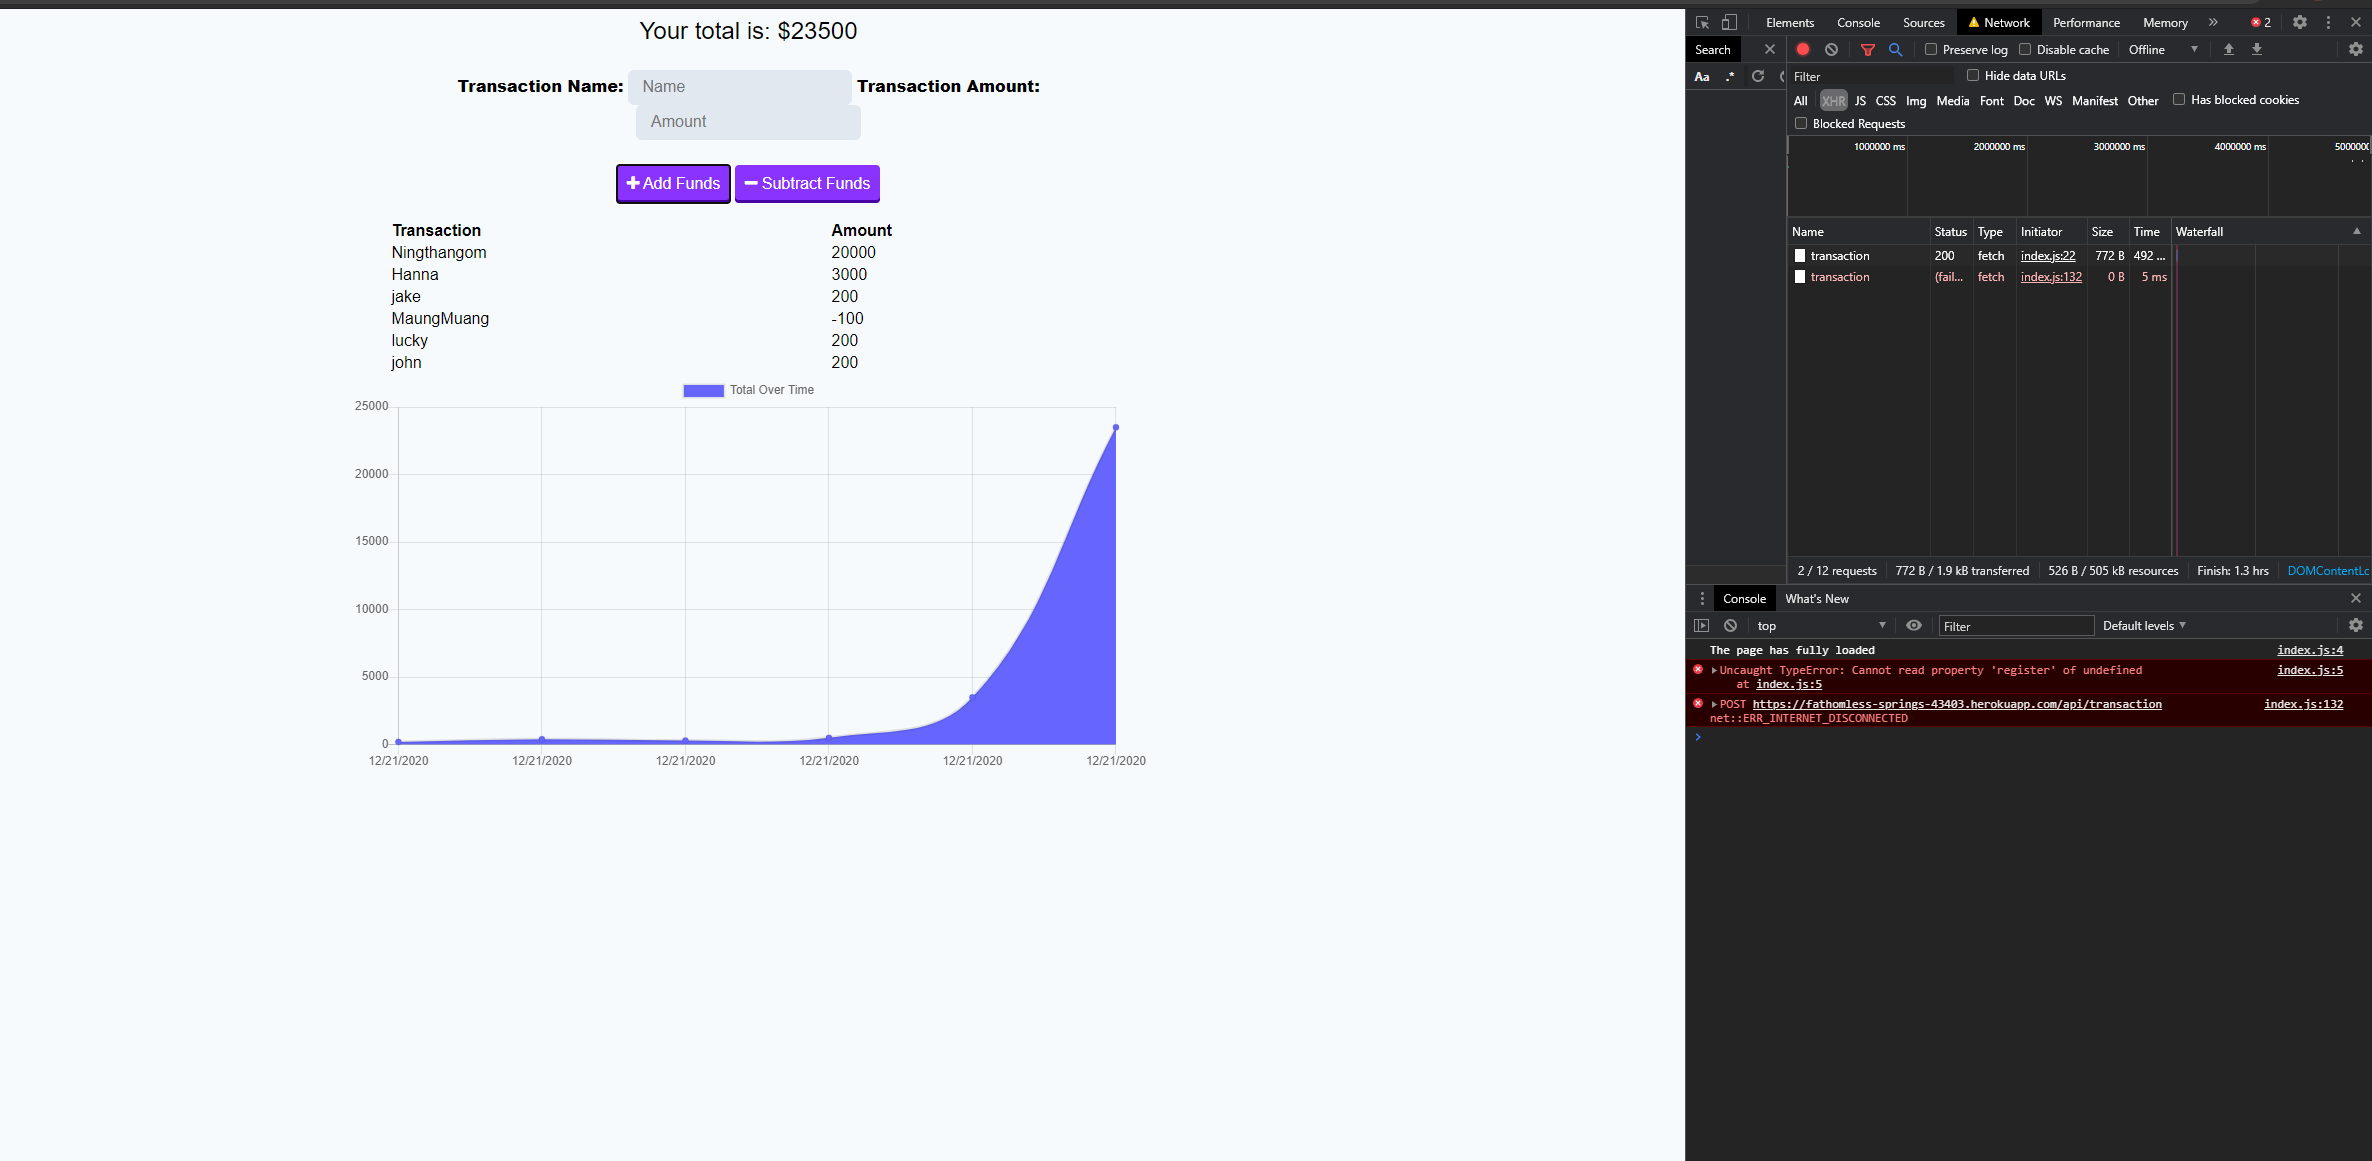 Your total is: $23500
Transaction Name: Name Transaction Amount:
Amount
Add Funds Subtract Funds
Transaction Amount
Ningthangom 20000
Hanna 3000
jake 200
MaungMuang -100
lucky 200
john 200
Total Over Time
25000
20000
15000
10000
5000
0
12/21/2020 12/21/2020 12/21/2020 12/21/2020 12/21/2020 12/21/2020
Elements Console Sources Network Performance Memory 2
Search
Preserve log Disable cache Offline
Aa .*
Filter Hide data URLs
All XHR JS CSS Img Media Font Doc WS Manifest Other Has blocked cookies
Blocked Requests
1000000 ms 2000000 ms 3000000 ms 4000000 ms 500000
Name Status Type Initiator Size Time Waterfall
transaction 200 fetch index.js:22 772 B 492 ...
transaction (fail... fetch index.js:132 0 B 5 ms
2 / 12 requests 772 B / 1.9 kB transferred 526 B / 505 kB resources Finish: 1.3 hrs DOMContentLc
Console What's New
top Filter Default levels
The page has fully loaded index.js:4
Uncaught TypeError: Cannot read property 'register' of undefined index.js:5
at index.js:5
POST https://fathomless-springs-43403.herokuapp.com/api/transaction index.js:132
net::ERR_INTERNET_DISCONNECTED